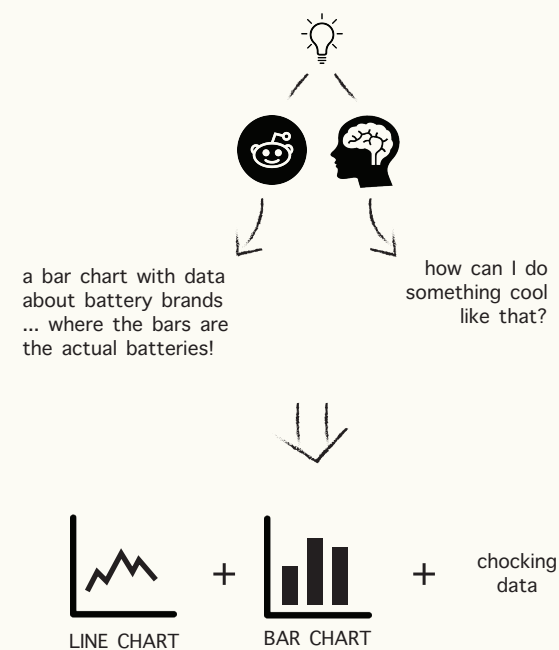 a bar chart with data
about battery brands
... where the bars are
the actual batteries!
how can I do
something cool
like that?
+
+
chocking
data
LINE CHART
BAR CHART